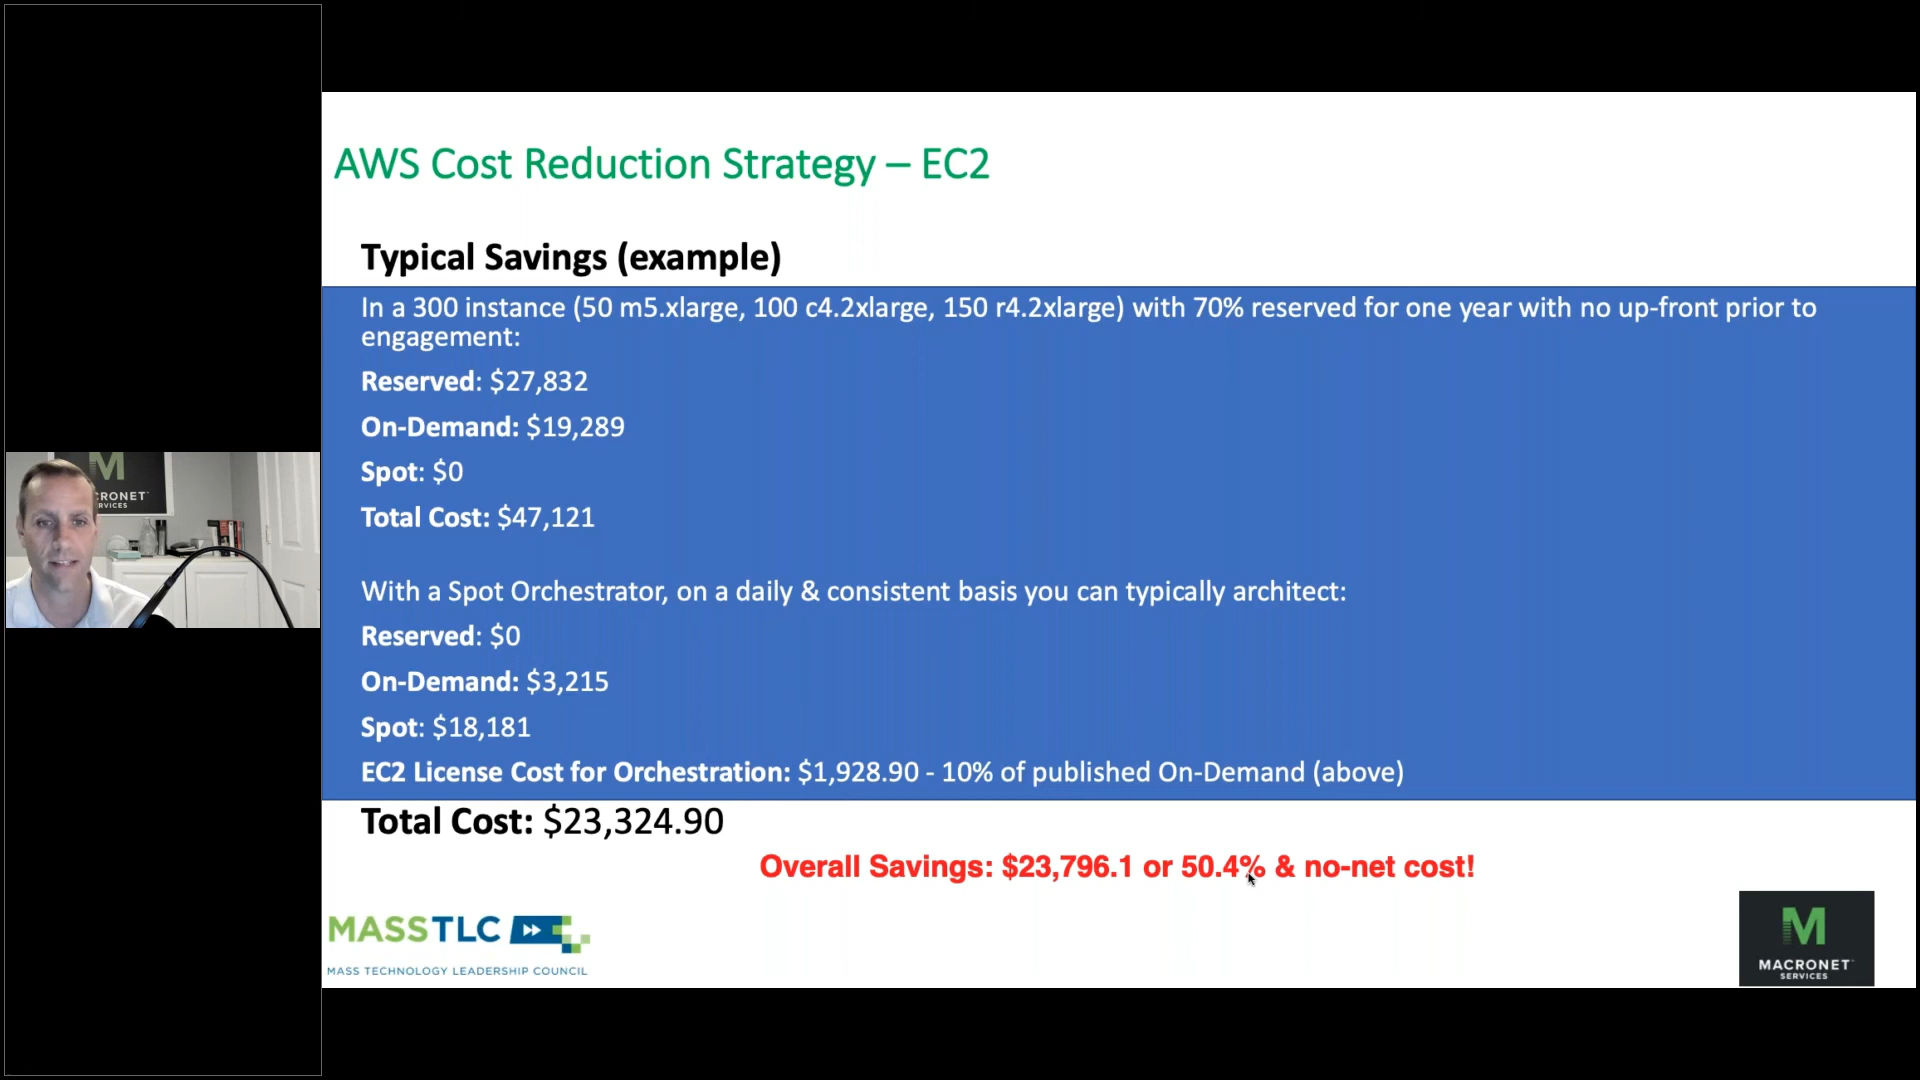 AWS Cost Reduction Strategy – EC2
Typical Savings (example)
In a 300 instance (50 m5.xlarge, 100 c4.2xlarge, 150 r4.2xlarge) with 70% reserved for one year with no up-front prior to
engagement:
Reserved: $27,832
On-Demand: $19,289
Spot: $0
Total Cost: $47,121
With a Spot Orchestrator, on a daily & consistent basis you can typically architect:
Reserved: $0
On-Demand: $3,215
Spot: $18,181
EC2 License Cost for Orchestration: $1,928.90 - 10% of published On-Demand (above)
Total Cost: $23,324.90
Overall Savings: $23,796.1 or 50.4% & no-net cost!
MASSTLC
MASS TECHNOLOGY LEADERSHIP COUNCIL
M
MACRONET
SERVICES
M
CRONET
RVICES